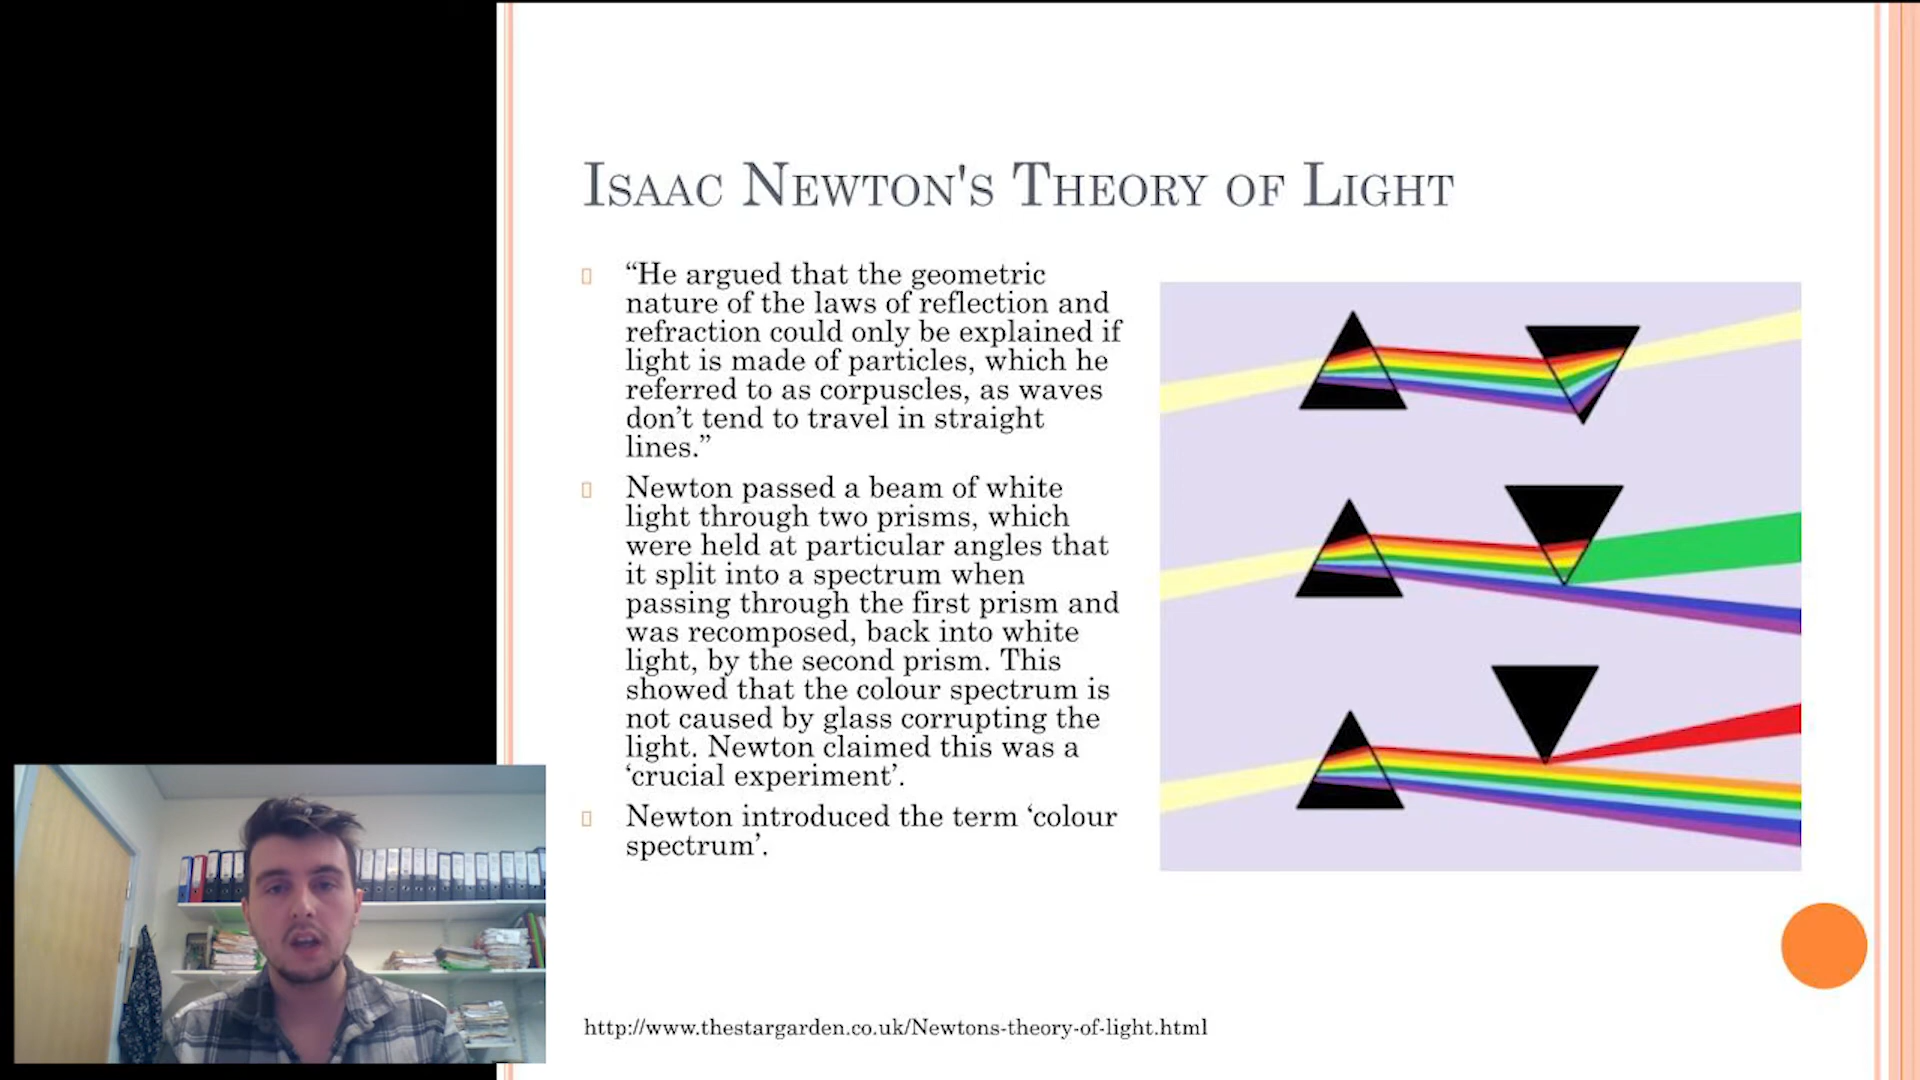 Isaac Newton's Theory of Light
“He argued that the geometric
nature of the laws of reflection and
refraction could only be explained if
light is made of particles, which he
referred to as corpuscles, as waves
don’t tend to travel in straight
lines.”
Newton passed a beam of white
light through two prisms, which
were held at particular angles that
it split into a spectrum when
passing through the first prism and
was recomposed, back into white
light, by the second prism. This
showed that the colour spectrum is
not caused by glass corrupting the
light. Newton claimed this was a
‘crucial experiment’.
Newton introduced the term ‘colour
spectrum’.
http://www.thestargarden.co.uk/Newtons-theory-of-light.html